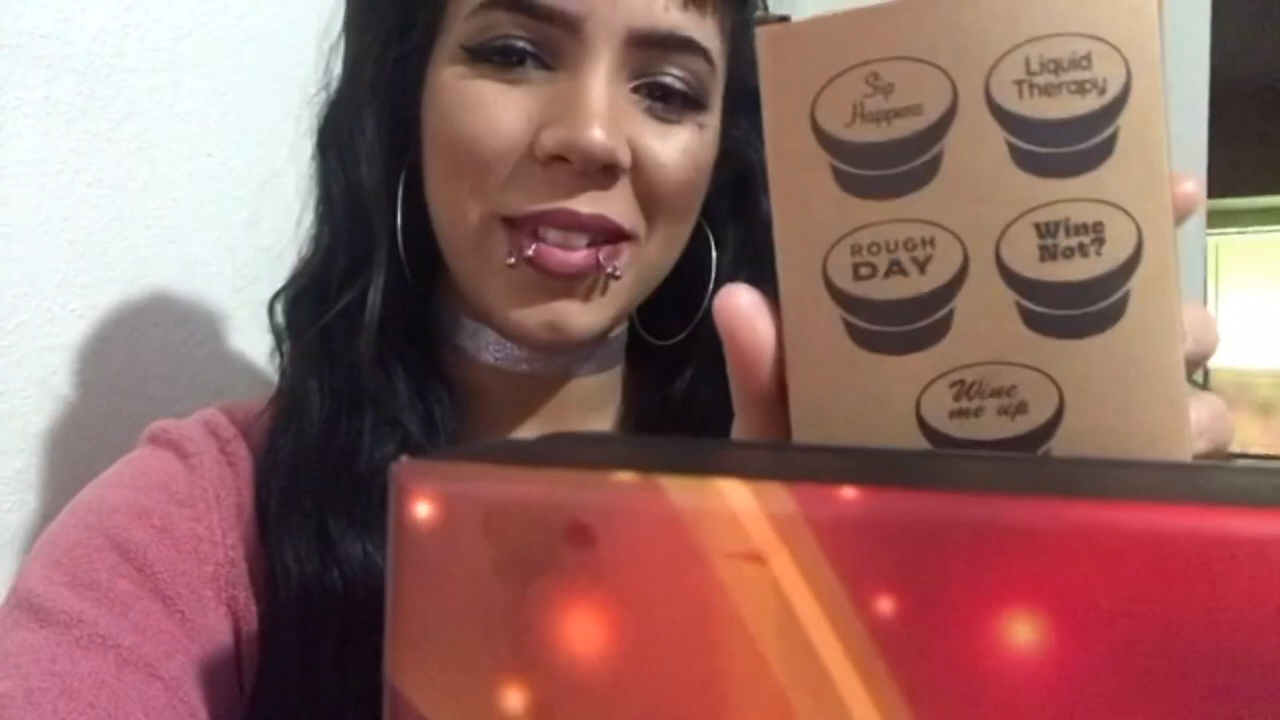 Sip
Happens
Liquid
Therapy
ROUGH
DAY
Wine
Not?
Wine
me up